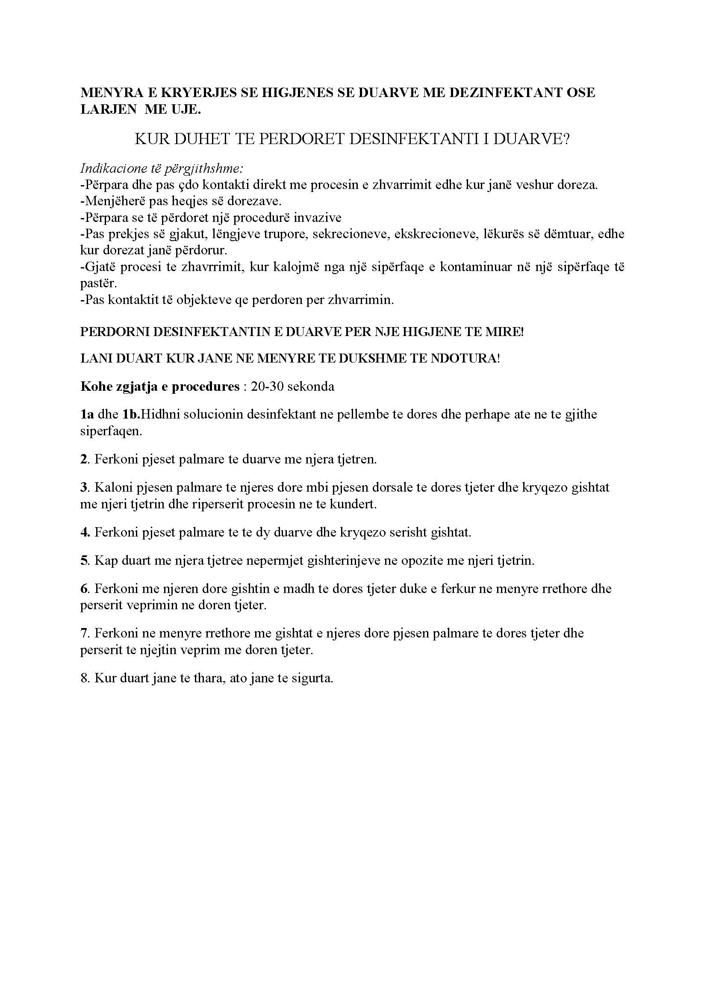 MENYRA E KRYERJES SE HIGJENES SE DUARVE ME DEZINFEKTANT OSE
LARJEN  ME UJE.
KUR DUHET TE PERDORET DESINFEKTANTI I DUARVE?
Indikacione të përgjithshme:
-Përpara dhe pas çdo kontakti direkt me procesin e zhvarrimit edhe kur janë veshur doreza.
-Menjëherë pas heqjes së dorezave.
-Përpara se të përdoret një procedurë invazive
-Pas prekjes së gjakut, lëngjeve trupore, sekrecioneve, ekskrecioneve, lëkurës së dëmtuar, edhe
kur dorezat janë përdorur.
-Gjatë procesi te zhavrrimit, kur kalojmë nga një sipërfaqe e kontaminuar në një sipërfaqe të
pastër.
-Pas kontaktit të objekteve qe perdoren per zhvarrimin.
PERDORNI DESINFEKTANTIN E DUARVE PER NJE HIGJENE TE MIRE!
LANI DUART KUR JANE NE MENYRE TE DUKSHME TE NDOTURA!
Kohe zgjatja e procedures : 20-30 sekonda
1a dhe 1b.Hidhni solucionin desinfektant ne pellembe te dores dhe perhape ate ne te gjithe
siperfaqen.
2. Ferkoni pjeset palmare te duarve me njera tjetren.
3. Kaloni pjesen palmare te njeres dore mbi pjesen dorsale te dores tjeter dhe kryqezo gishtat
me njeri tjetrin dhe riperserit procesin ne te kundert.
4. Ferkoni pjeset palmare te te dy duarve dhe kryqezo serisht gishtat.
5. Kap duart me njera tjetree nepermjet gishterinjeve ne opozite me njeri tjetrin.
6. Ferkoni me njeren dore gishtin e madh te dores tjeter duke e ferkur ne menyre rrethore dhe
perserit veprimin ne doren tjeter.
7. Ferkoni ne menyre rrethore me gishtat e njeres dore pjesen palmare te dores tjeter dhe
perserit te njejtin veprim me doren tjeter.
8. Kur duart jane te thara, ato jane te sigurta.